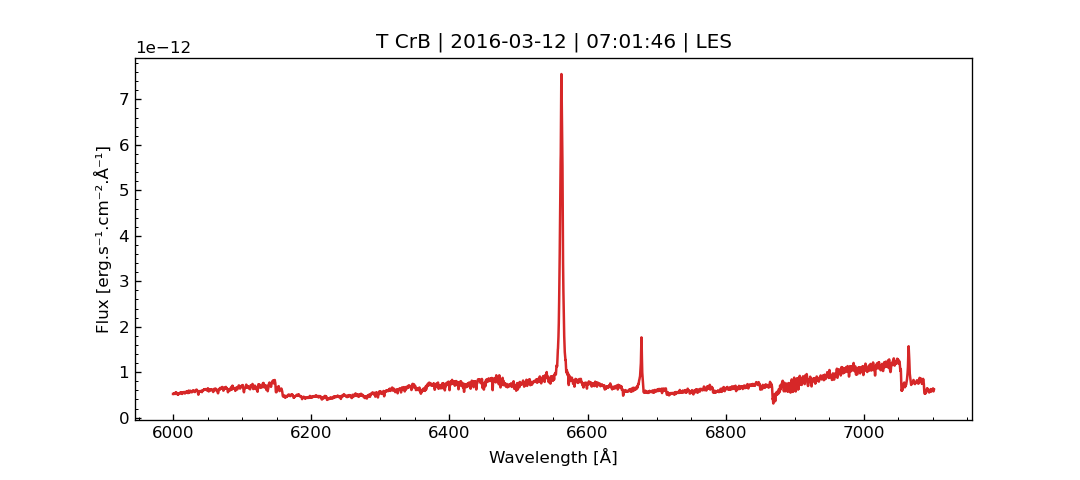 T CrB | 2016-03-12 | 07:01:46 | LES
1e−12
7
6
5
4
3
2
1
0
Flux [erg.s⁻¹.cm⁻².Å⁻¹]
6000 6200 6400 6600 6800 7000
Wavelength [Å]